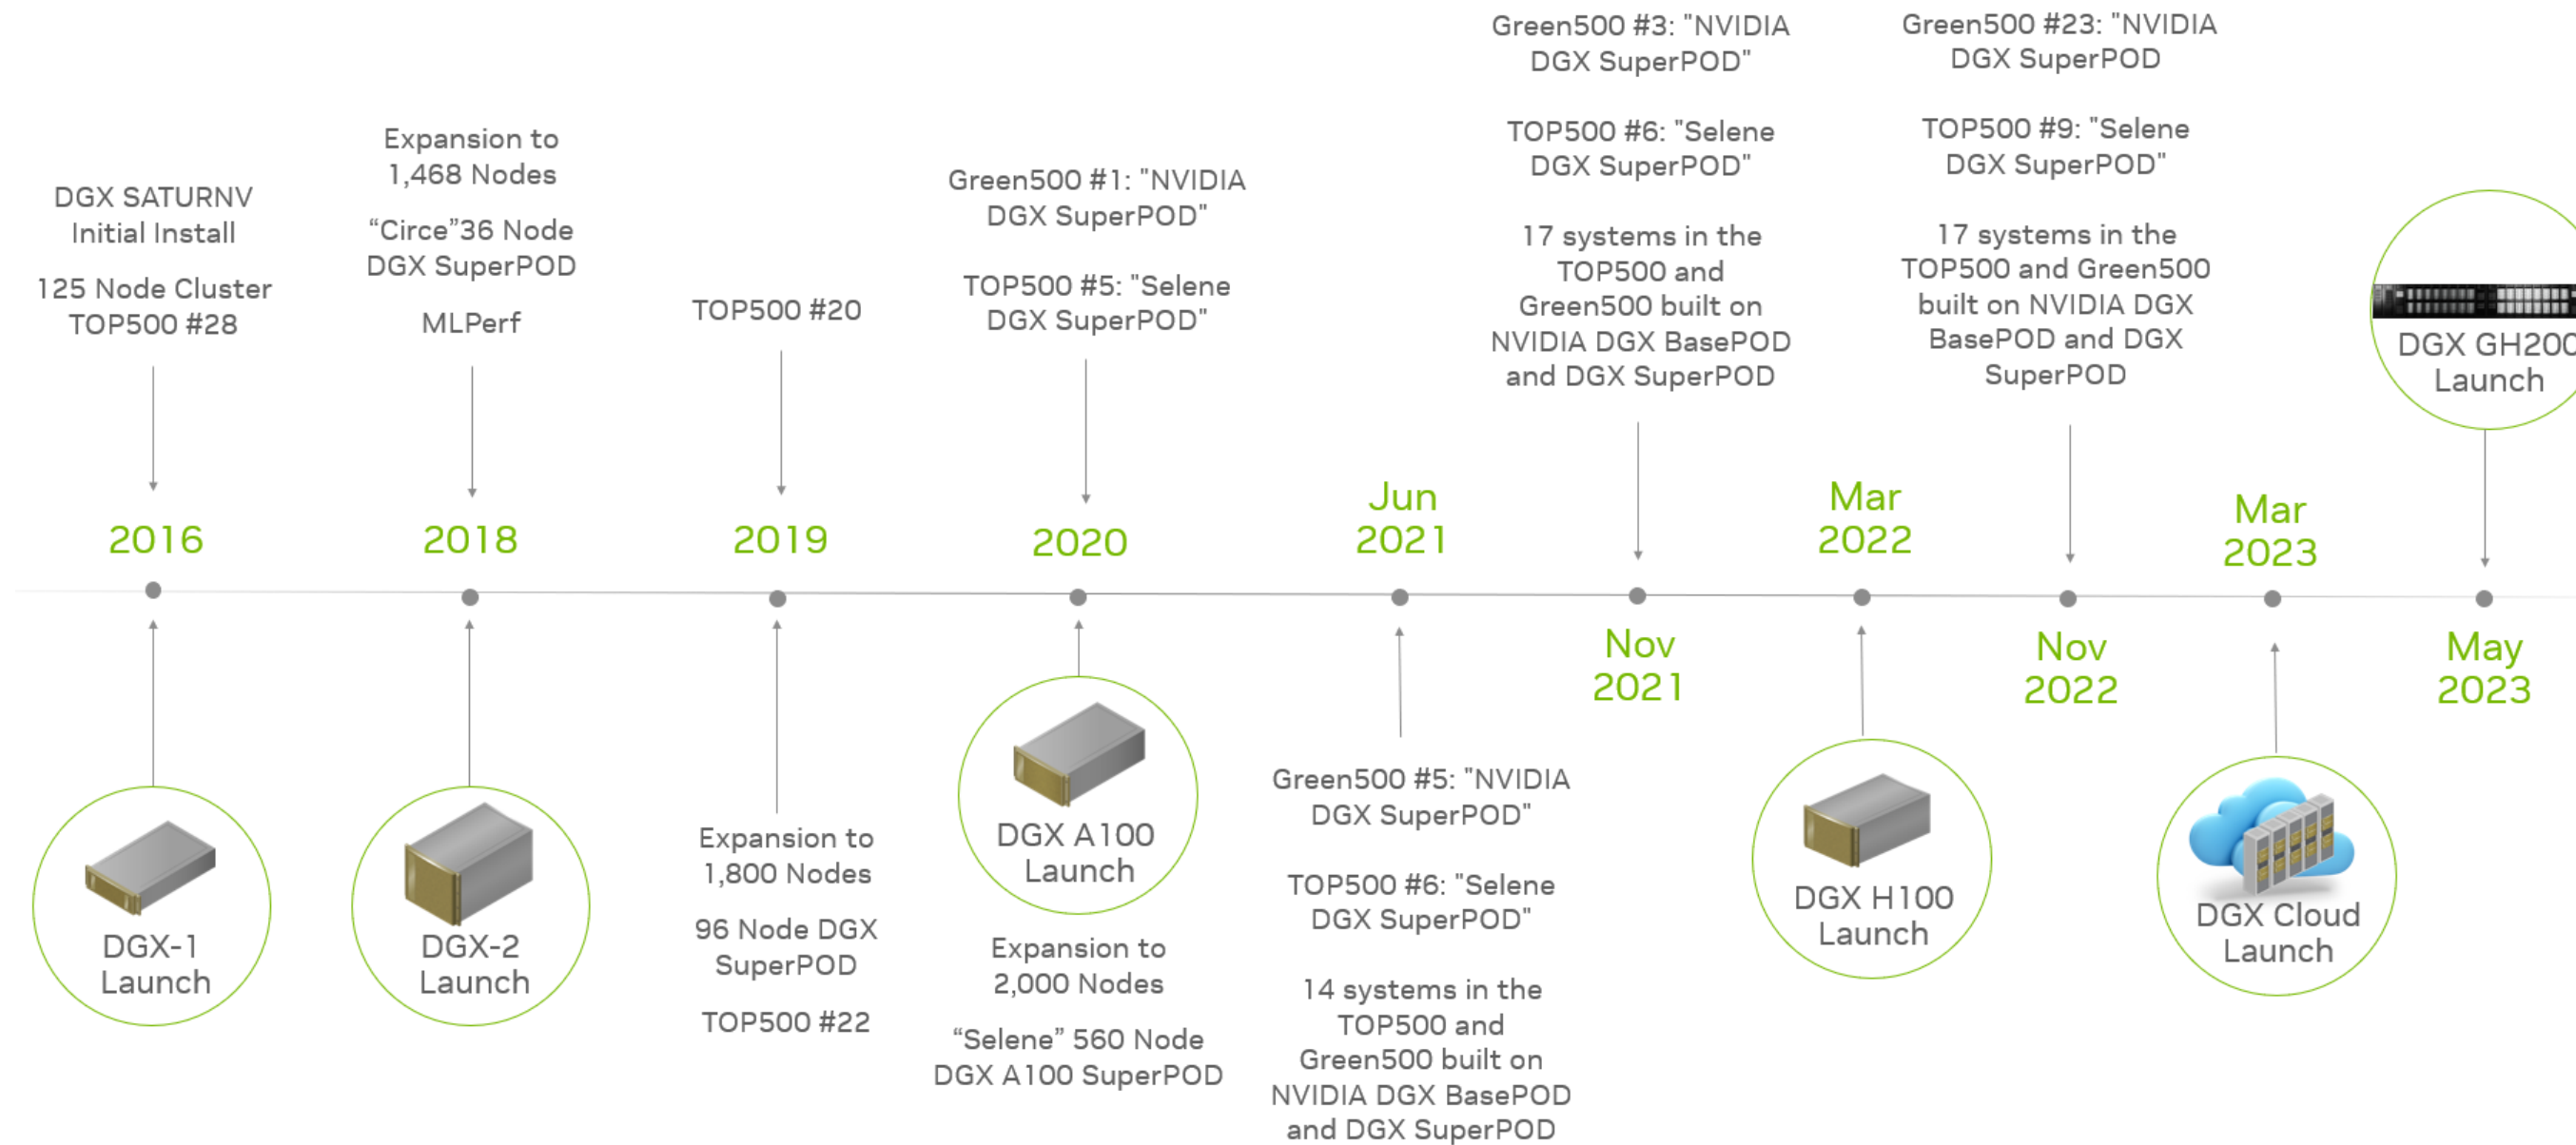 DGX SATURNV
Initial Install
125 Node Cluster
TOP500 #28
2016
DGX-1
Launch
Expansion to
1,468 Nodes
“Circe”36 Node
DGX SuperPOD
MLPerf
2018
DGX-2
Launch
TOP500 #20
2019
Expansion to
1,800 Nodes
96 Node DGX
SuperPOD
TOP500 #22
Green500 #1: "NVIDIA
DGX SuperPOD"
TOP500 #5: "Selene
DGX SuperPOD"
2020
DGX A100
Launch
Expansion to
2,000 Nodes
“Selene” 560 Node
DGX A100 SuperPOD
Jun
2021
Green500 #5: "NVIDIA
DGX SuperPOD"
TOP500 #6: "Selene
DGX SuperPOD"
14 systems in the
TOP500 and
Green500 built on
NVIDIA DGX BasePOD
and DGX SuperPOD
Green500 #3: "NVIDIA
DGX SuperPOD"
TOP500 #6: "Selene
DGX SuperPOD"
17 systems in the
TOP500 and
Green500 built on
NVIDIA DGX BasePOD
and DGX SuperPOD
Nov
2021
Mar
2022
DGX H100
Launch
Green500 #23: "NVIDIA
DGX SuperPOD
TOP500 #9: "Selene
DGX SuperPOD"
17 systems in the
TOP500 and Green500
built on NVIDIA DGX
BasePOD and DGX
SuperPOD
Nov
2022
Mar
2023
DGX Cloud
Launch
DGX GH200
Launch
May
2023